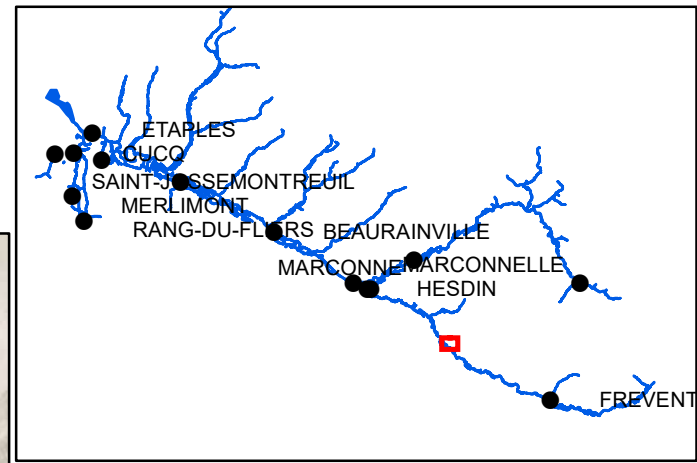 ETAPLES
CUCQ
SAINT-JOSSE MONTREUIL
MERLIMONT
RANG-DU-FLIERS BEAURAINVILLE
MARCONNE MARCONNELLE
HESDIN
FREVENT